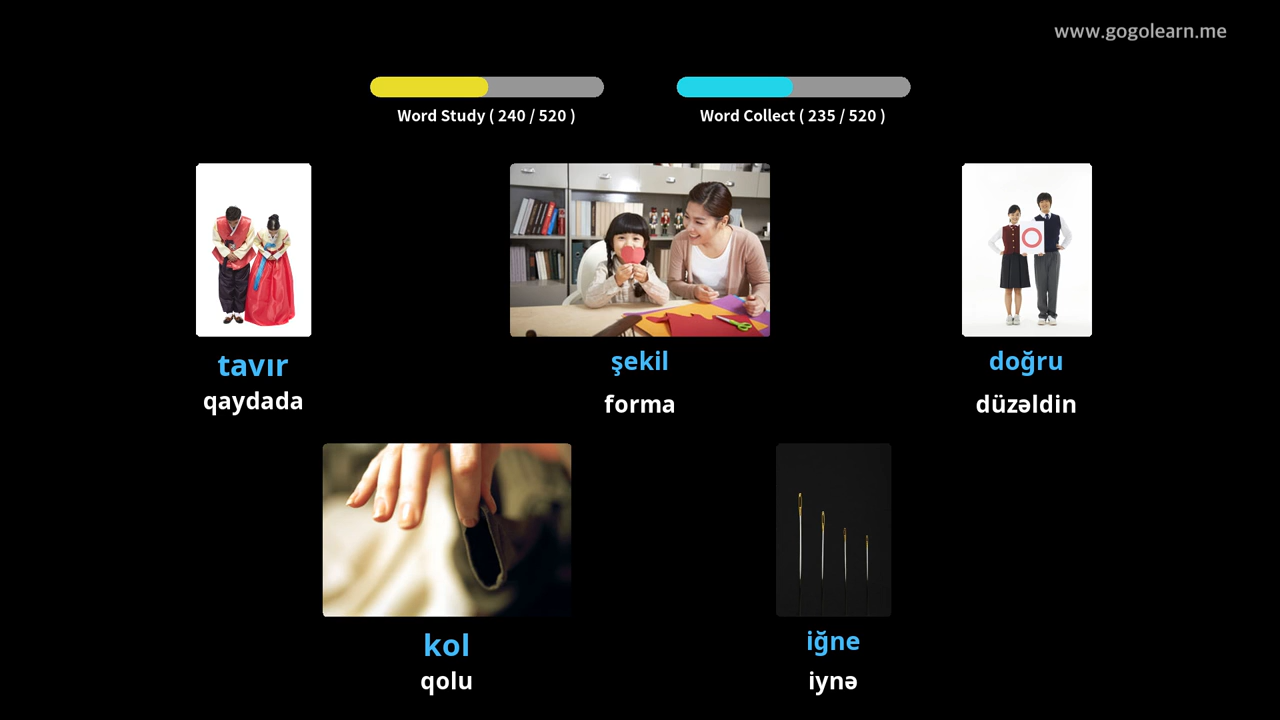 www.gogolearn.me
Word Study ( 240 / 520 )
Word Collect ( 235 / 520 )
tavır
qaydada
şekil
forma
doğru
düzəldin
kol
qolu
iğne
iynə